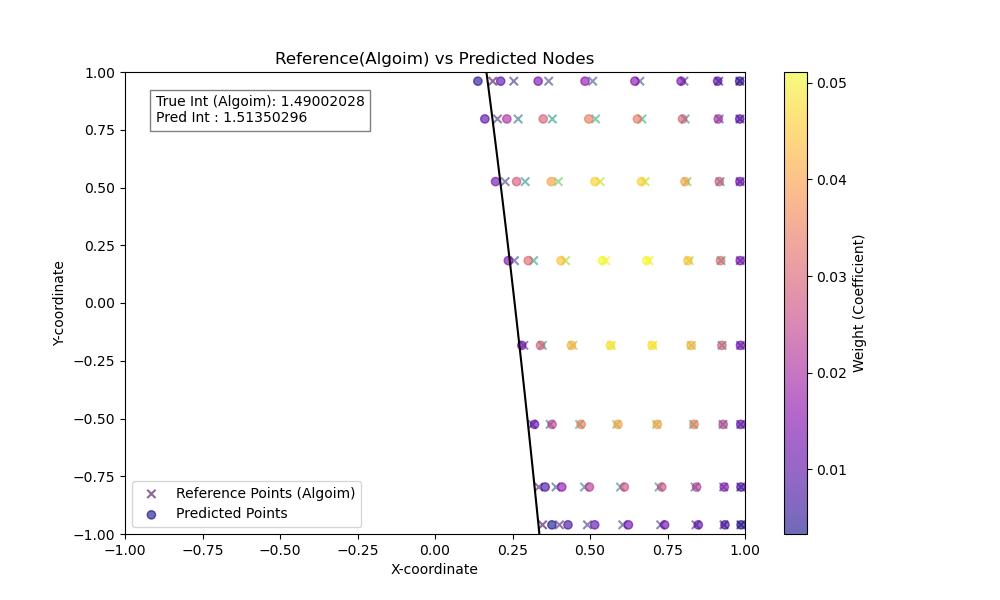 Reference(Algoim) vs Predicted Nodes
True Int (Algoim): 1.49002028
Pred Int : 1.51350296
1.00
0.75
0.50
0.25
0.00
−0.25
−0.50
−0.75
−1.00
Y-coordinate
Reference Points (Algoim)
Predicted Points
−1.00 −0.75 −0.50 −0.25 0.00 0.25 0.50 0.75 1.00
X-coordinate
0.05
0.04
0.03
0.02
0.01
Weight (Coefficient)